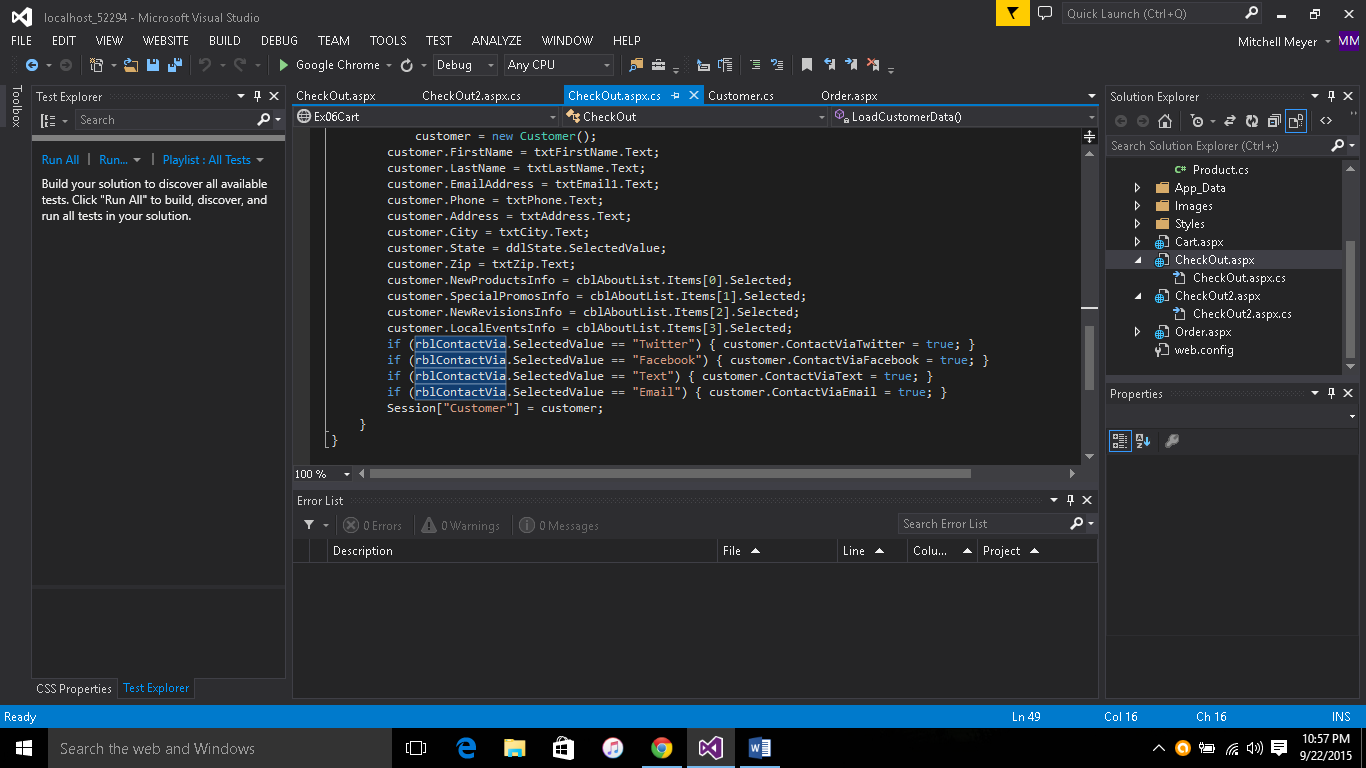 localhost_52294 - Microsoft Visual Studio
Quick Launch (Ctrl+Q)
FILE EDIT VIEW WEBSITE BUILD DEBUG TEAM TOOLS TEST ANALYZE WINDOW HELP
Mitchell Meyer MM
Google Chrome Debug Any CPU
Toolbox
Test Explorer
Search
Run All | Run... | Playlist : All Tests
Build your solution to discover all available
tests. Click "Run All" to build, discover, and
run all tests in your solution.
CSS Properties Test Explorer
CheckOut.aspx CheckOut2.aspx.cs CheckOut.aspx.cs Customer.cs Order.aspx
Ex06Cart CheckOut LoadCustomerData()
customer = new Customer();
customer.FirstName = txtFirstName.Text;
customer.LastName = txtLastName.Text;
customer.EmailAddress = txtEmail1.Text;
customer.Phone = txtPhone.Text;
customer.Address = txtAddress.Text;
customer.City = txtCity.Text;
customer.State = ddlState.SelectedValue;
customer.Zip = txtZip.Text;
customer.NewProductsInfo = cblAboutList.Items[0].Selected;
customer.SpecialPromosInfo = cblAboutList.Items[1].Selected;
customer.NewRevisionsInfo = cblAboutList.Items[2].Selected;
customer.LocalEventsInfo = cblAboutList.Items[3].Selected;
if (rblContactVia.SelectedValue == "Twitter") { customer.ContactViaTwitter = true; }
if (rblContactVia.SelectedValue == "Facebook") { customer.ContactViaFacebook = true; }
if (rblContactVia.SelectedValue == "Text") { customer.ContactViaText = true; }
if (rblContactVia.SelectedValue == "Email") { customer.ContactViaEmail = true; }
Session["Customer"] = customer;
}
}
100 %
Error List
0 Errors 0 Warnings 0 Messages
Search Error List
Description File Line Colu... Project
Solution Explorer
Search Solution Explorer (Ctrl+;)
C# Product.cs
App_Data
Images
Styles
Cart.aspx
CheckOut.aspx
CheckOut.aspx.cs
CheckOut2.aspx
CheckOut2.aspx.cs
Order.aspx
web.config
Properties
Ready Ln 49 Col 16 Ch 16 INS
Search the web and Windows
10:57 PM
9/22/2015